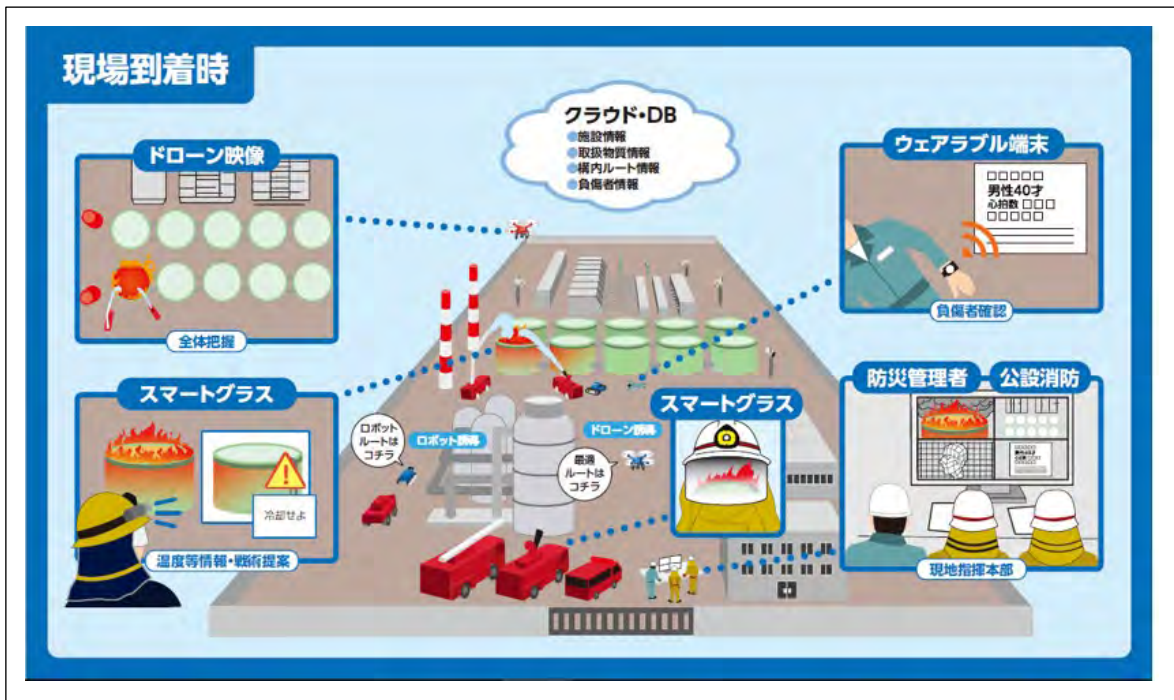 現場到着時
クラウド・DB
●施設情報
●取扱物質情報
●構内ルート情報
●負傷者情報
ドローン映像
全体把握
ウェアラブル端末
□□□□□
男性40才
心拍数 □□□
□□□□□
負傷者確認
スマートグラス
冷却せよ
温度等情報・戦術提案
ロボット
ルートは
コチラ
ロボット誘導
ドローン誘導
最適
ルートは
コチラ
スマートグラス
防災管理者
公設消防
現地指揮本部